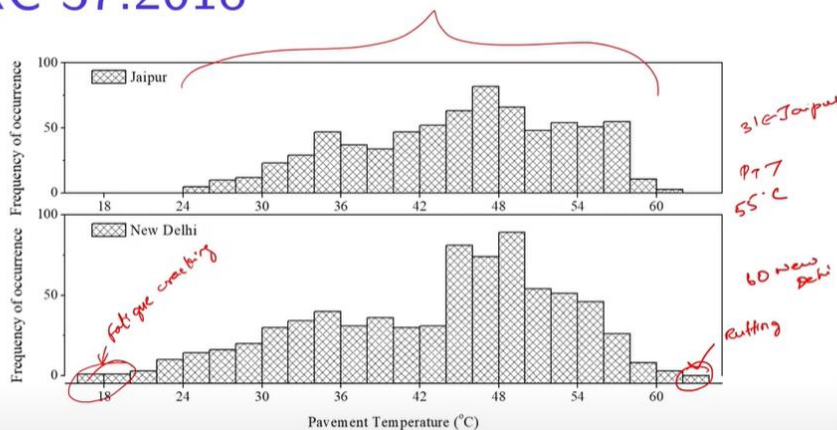 RC 37:2018
Frequency of occurrence
100
50
0
Jaipur
18 24 30 36 42 48 54 60
31 ← Jaipur
PT 7
55°C
Frequency of occurrence
100
50
0
New Delhi
Fatigue cracking
60 New
Delhi
Rutting
18 24 30 36 42 48 54 60
Pavement Temperature (°C)